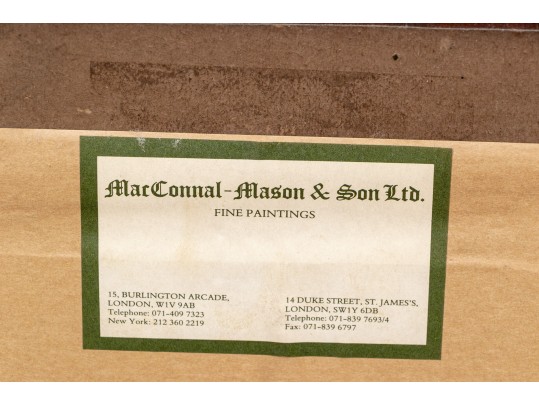 MacConnal-Mason & Son Ltd.
FINE PAINTINGS
15, BURLINGTON ARCADE,
LONDON, W1V 9AB
Telephone: 071-409 7323
New York: 212 360 2219
14 DUKE STREET, ST. JAMES'S,
LONDON, SW1Y 6DB
Telephone: 071-839 7693/4
Fax: 071-839 6797